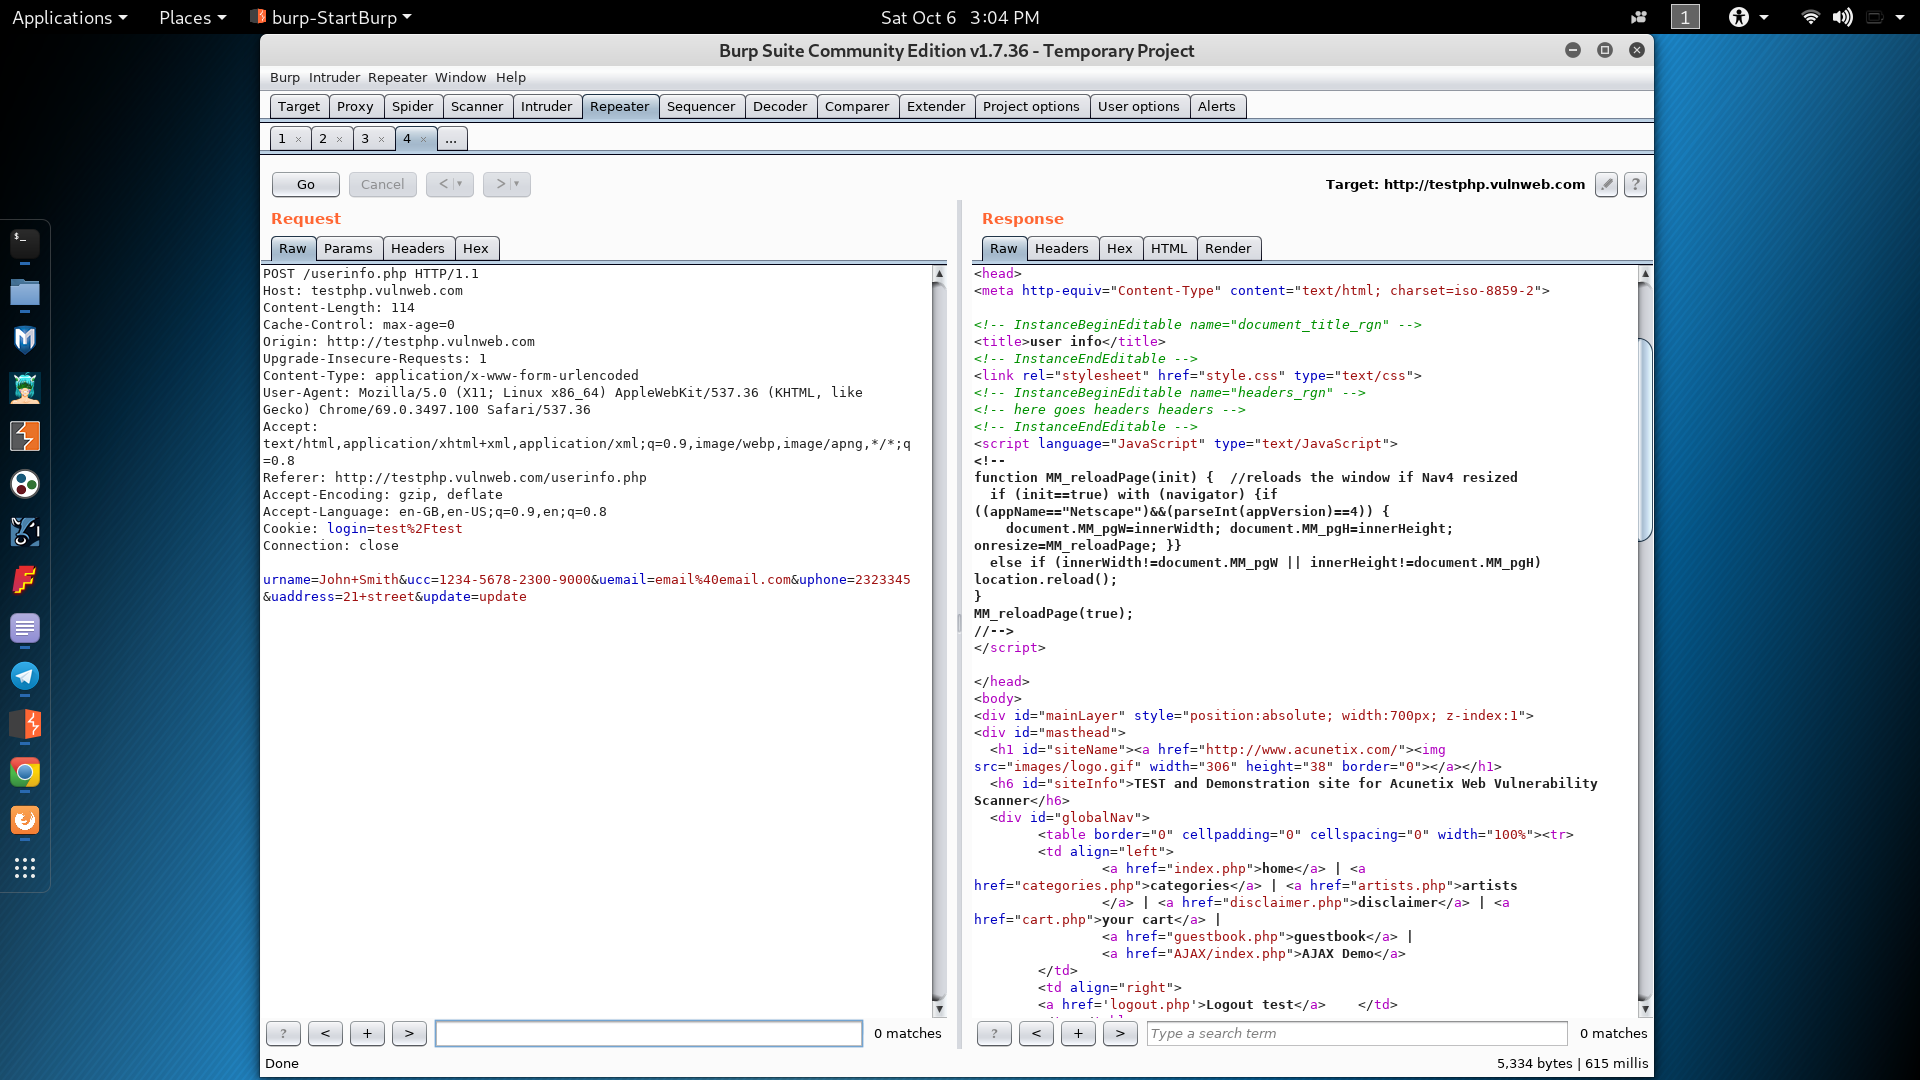 Applications Places burp-StartBurp Sat Oct 6 3:04 PM 1
Burp Suite Community Edition v1.7.36 - Temporary Project
Burp Intruder Repeater Window Help
Target Proxy Spider Scanner Intruder Repeater Sequencer Decoder Comparer Extender Project options User options Alerts
1 × 2 × 3 × 4 × ...
Go Cancel < > Target: http://testphp.vulnweb.com ?
Request
Raw Params Headers Hex
POST /userinfo.php HTTP/1.1
Host: testphp.vulnweb.com
Content-Length: 114
Cache-Control: max-age=0
Origin: http://testphp.vulnweb.com
Upgrade-Insecure-Requests: 1
Content-Type: application/x-www-form-urlencoded
User-Agent: Mozilla/5.0 (X11; Linux x86_64) AppleWebKit/537.36 (KHTML, like
Gecko) Chrome/69.0.3497.100 Safari/537.36
Accept:
text/html,application/xhtml+xml,application/xml;q=0.9,image/webp,image/apng,*/*;q
=0.8
Referer: http://testphp.vulnweb.com/userinfo.php
Accept-Encoding: gzip, deflate
Accept-Language: en-GB,en-US;q=0.9,en;q=0.8
Cookie: login=test%2Ftest
Connection: close
urname=John+Smith&ucc=1234-5678-2300-9000&uemail=email%40email.com&uphone=2323345
&uaddress=21+street&update=update
? < + > 0 matches
Response
Raw Headers Hex HTML Render
<head>
<meta http-equiv="Content-Type" content="text/html; charset=iso-8859-2">
<!-- InstanceBeginEditable name="document_title_rgn" -->
<title>user info</title>
<!-- InstanceEndEditable -->
<link rel="stylesheet" href="style.css" type="text/css">
<!-- InstanceBeginEditable name="headers_rgn" -->
<!-- here goes headers headers -->
<!-- InstanceEndEditable -->
<script language="JavaScript" type="text/JavaScript">
<!--
function MM_reloadPage(init) {  //reloads the window if Nav4 resized
  if (init==true) with (navigator) {if
((appName=="Netscape")&&(parseInt(appVersion)==4)) {
    document.MM_pgW=innerWidth; document.MM_pgH=innerHeight;
onresize=MM_reloadPage; }}
  else if (innerWidth!=document.MM_pgW || innerHeight!=document.MM_pgH)
location.reload();
}
MM_reloadPage(true);
//-->
</script>
</head>
<body>
<div id="mainLayer" style="position:absolute; width:700px; z-index:1">
<div id="masthead">
  <h1 id="siteName"><a href="http://www.acunetix.com/"><img
src="images/logo.gif" width="306" height="38" border="0"></a></h1>
  <h6 id="siteInfo">TEST and Demonstration site for Acunetix Web Vulnerability
Scanner</h6>
  <div id="globalNav">
        <table border="0" cellpadding="0" cellspacing="0" width="100%"><tr>
        <td align="left">
                <a href="index.php">home</a> | <a
href="categories.php">categories</a> | <a href="artists.php">artists
                </a> | <a href="disclaimer.php">disclaimer</a> | <a
href="cart.php">your cart</a> |
                <a href="guestbook.php">guestbook</a> |
                <a href="AJAX/index.php">AJAX Demo</a>
        </td>
        <td align="right">
        <a href='logout.php'>Logout test</a>    </td>
? < + > Type a search term 0 matches
Done 5,334 bytes | 615 millis